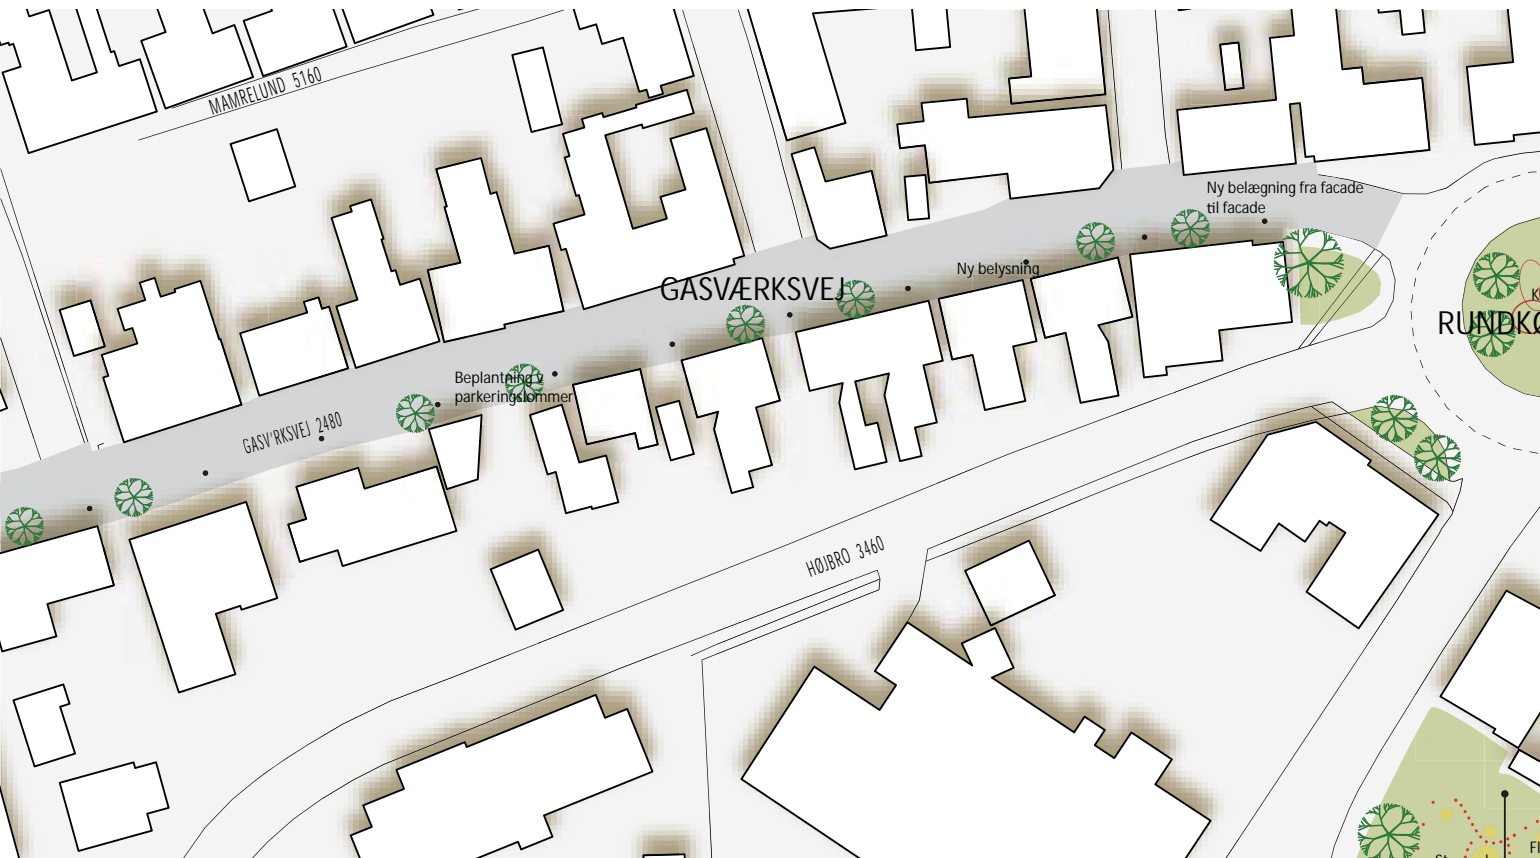 MAMRELUND 5160
Ny belægning fra facade
til facade
Ny belysning
GASVÆRKSVEJ
RUNDKØ
Beplantning v
parkeringslommer
GASV'RKSVEJ 2480
HØJBRO 3460